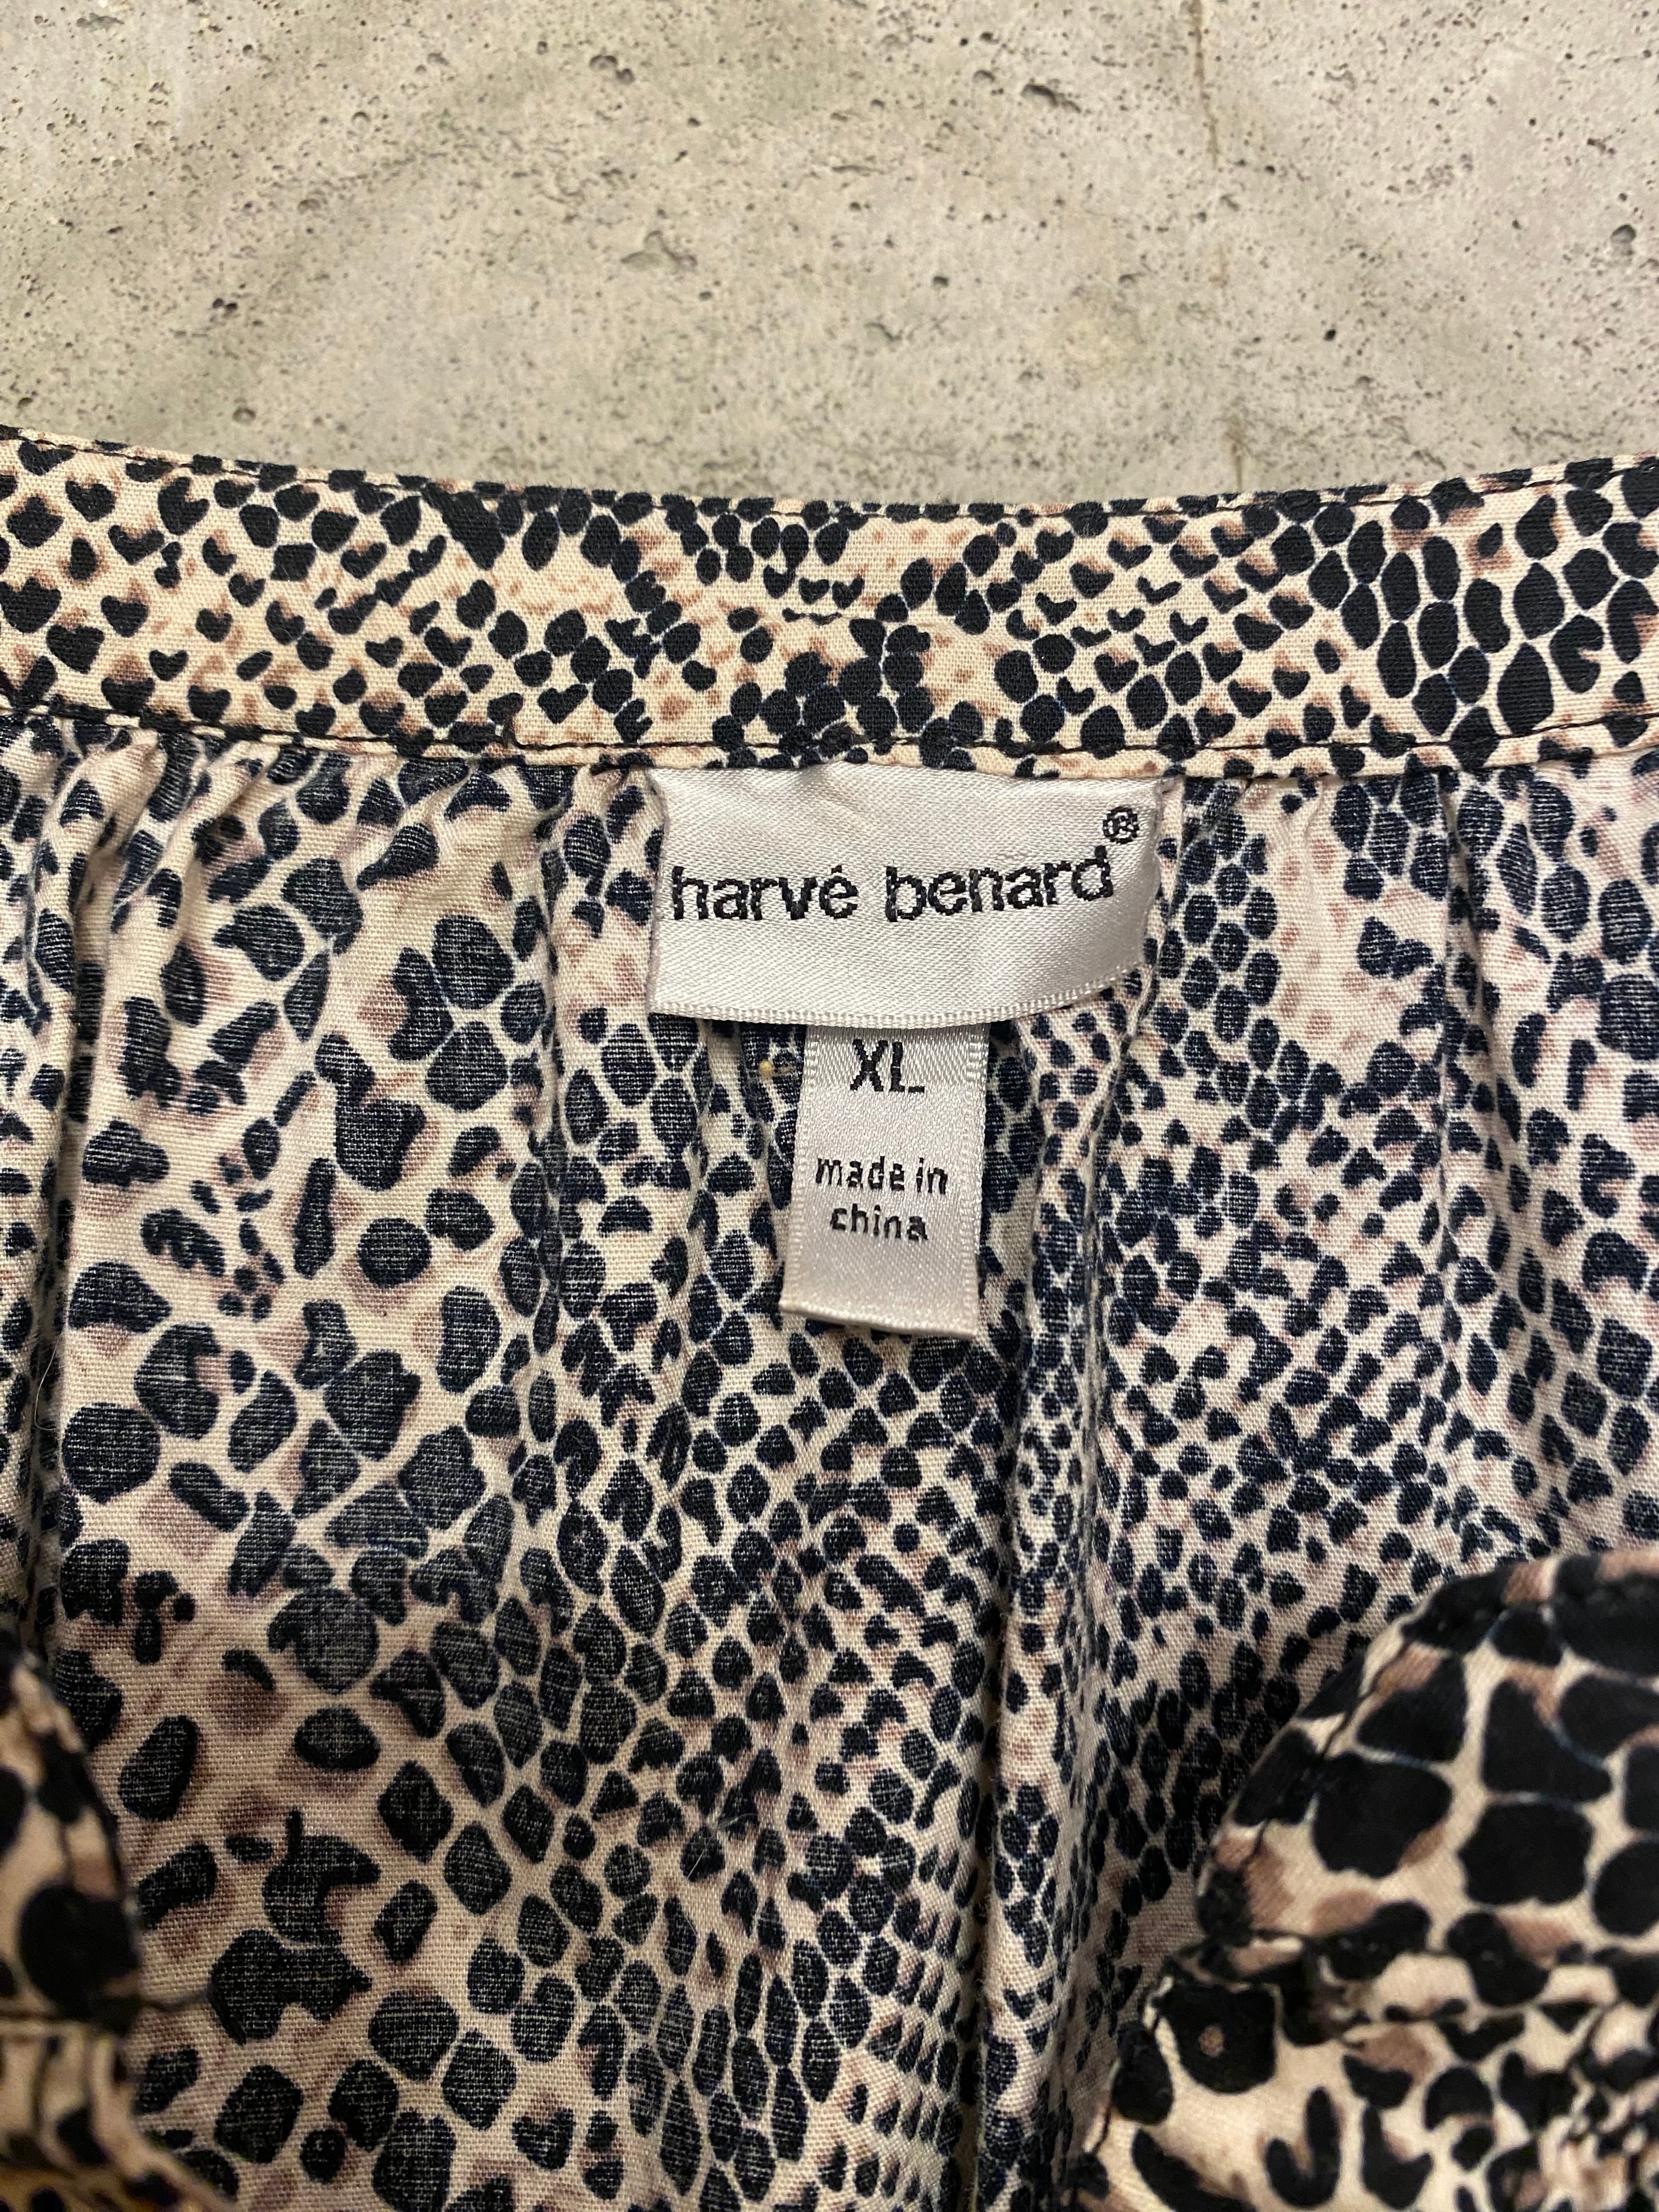 harvé benard®
XL
made in
china